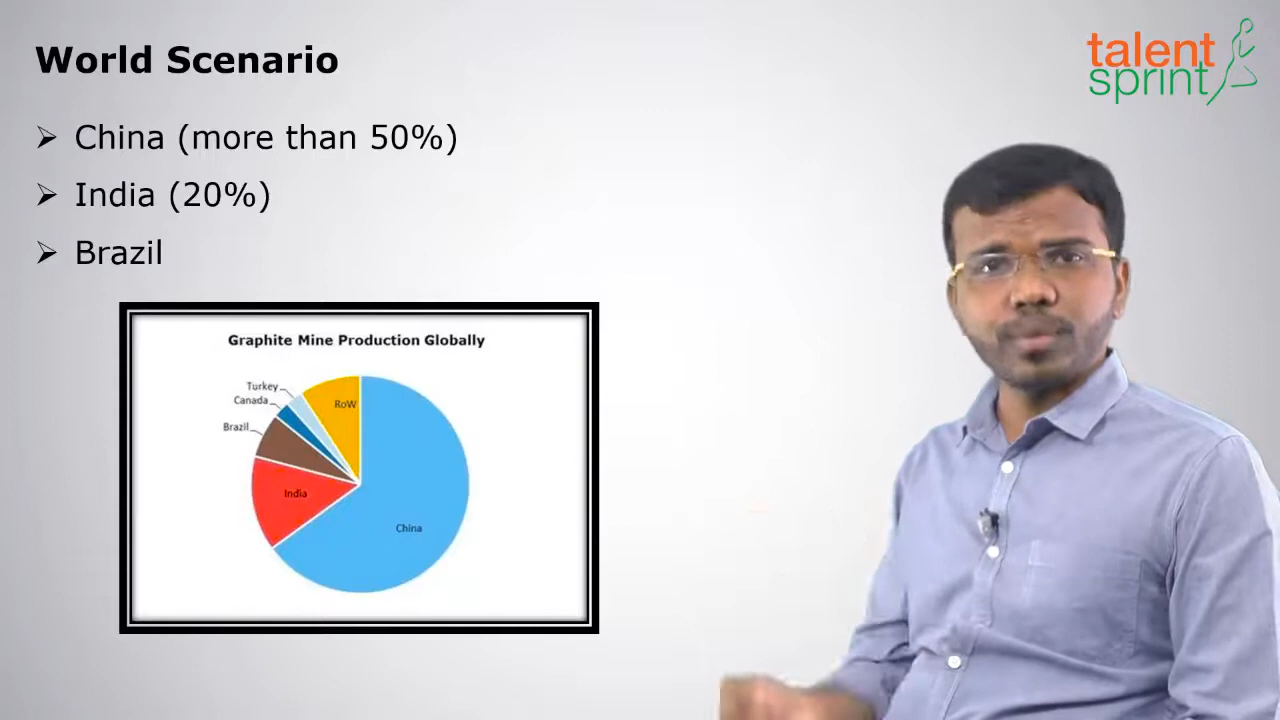 World Scenario
talent
sprint
➢ China (more than 50%)
➢ India (20%)
➢ Brazil
Graphite Mine Production Globally
Turkey
Canada
RoW
Brazil
India
China